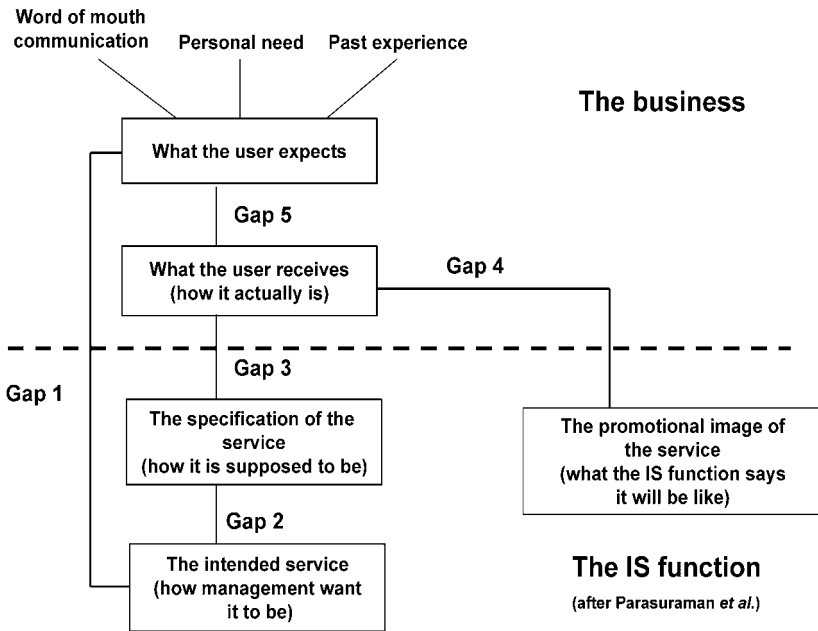 Word of mouth
communication
Personal need
Past experience
The business
What the user expects
Gap 5
What the user receives
(how it actually is)
Gap 4
Gap 3
Gap 1
The specification of the
service
(how it is supposed to be)
The promotional image of
the service
(what the IS function says
it will be like)
Gap 2
The intended service
(how management want
it to be)
The IS function
(after Parasuraman et al.)